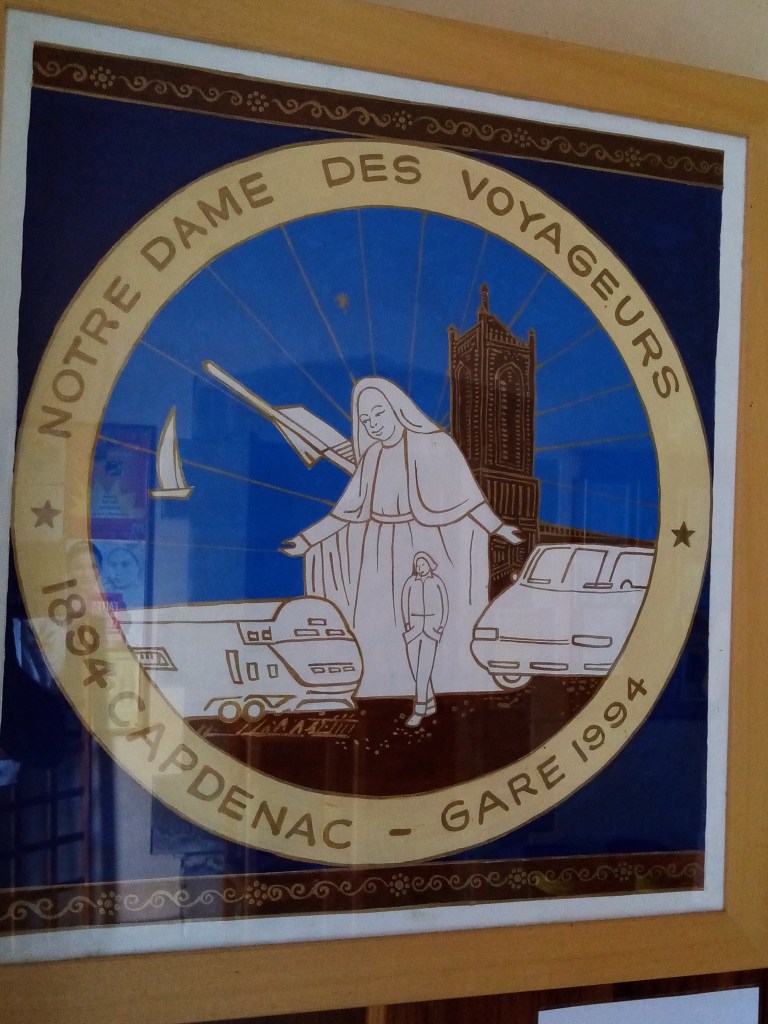 NOTRE DAME DES VOYAGEURS
1894 CAPDENAC - GARE 1994